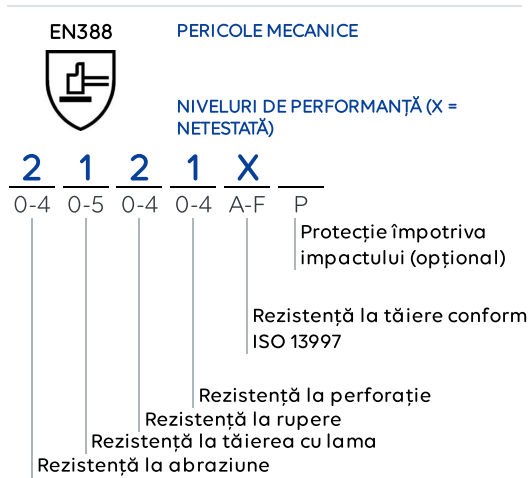 EN388
PERICOLE MECANICE
NIVELURI DE PERFORMANȚĂ (X =
NETESTATĂ)
2 1 2 1 X
0-4 0-5 0-4 0-4 A-F P
Protecție împotriva
impactului (opțional)
Rezistență la tăiere conform
ISO 13997
Rezistență la perforație
Rezistență la rupere
Rezistență la tăierea cu lama
Rezistență la abraziune